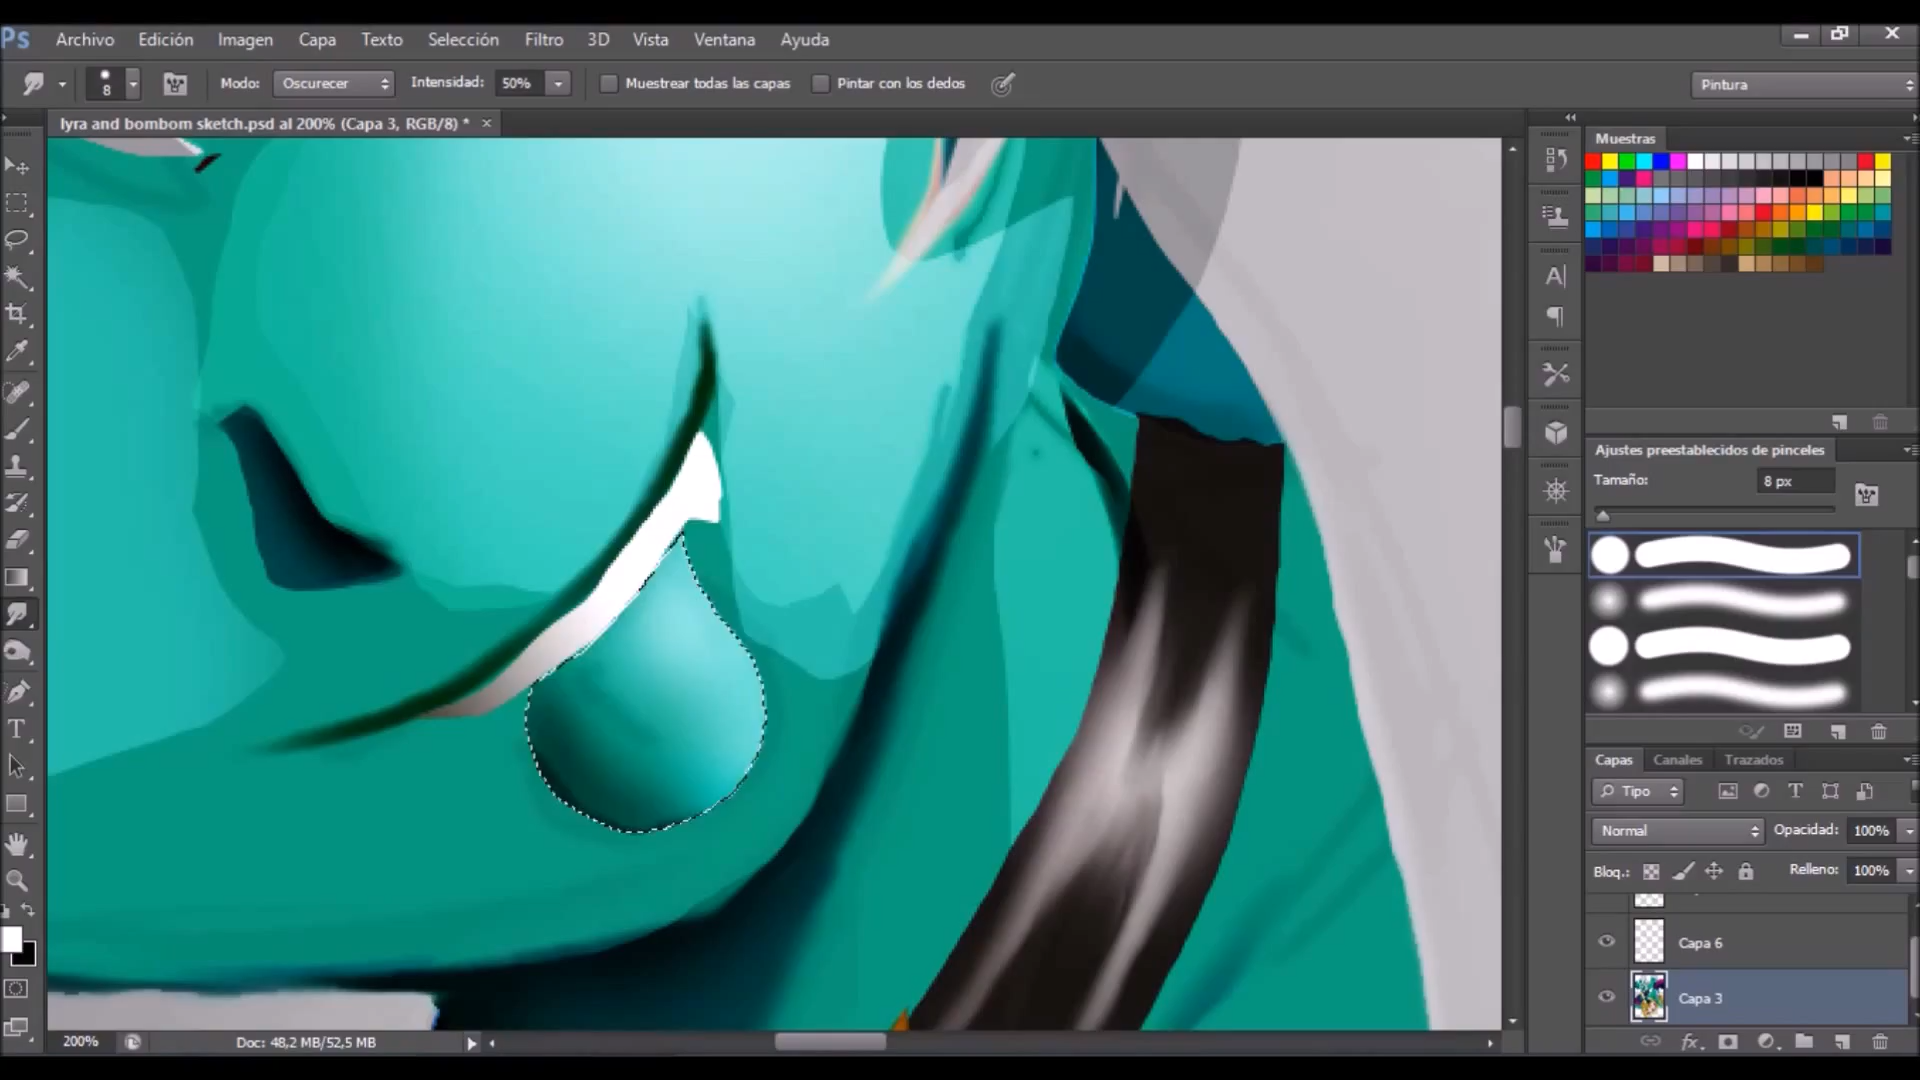 Ps Archivo Edición Imagen Capa Texto Selección Filtro 3D Vista Ventana Ayuda
8 Modo: Oscurecer Intensidad: 50% Muestrear todas las capas Pintar con los dedos Pintura
lyra and bombom sketch.psd al 200% (Capa 3, RGB/8) * ×
Muestras
Ajustes preestablecidos de pinceles
Tamaño: 8 px
Capas Canales Trazados
Tipo
Normal Opacidad: 100%
Bloq.: Relleno: 100%
Capa 6
Capa 3
200% Doc: 48,2 MB/52,5 MB